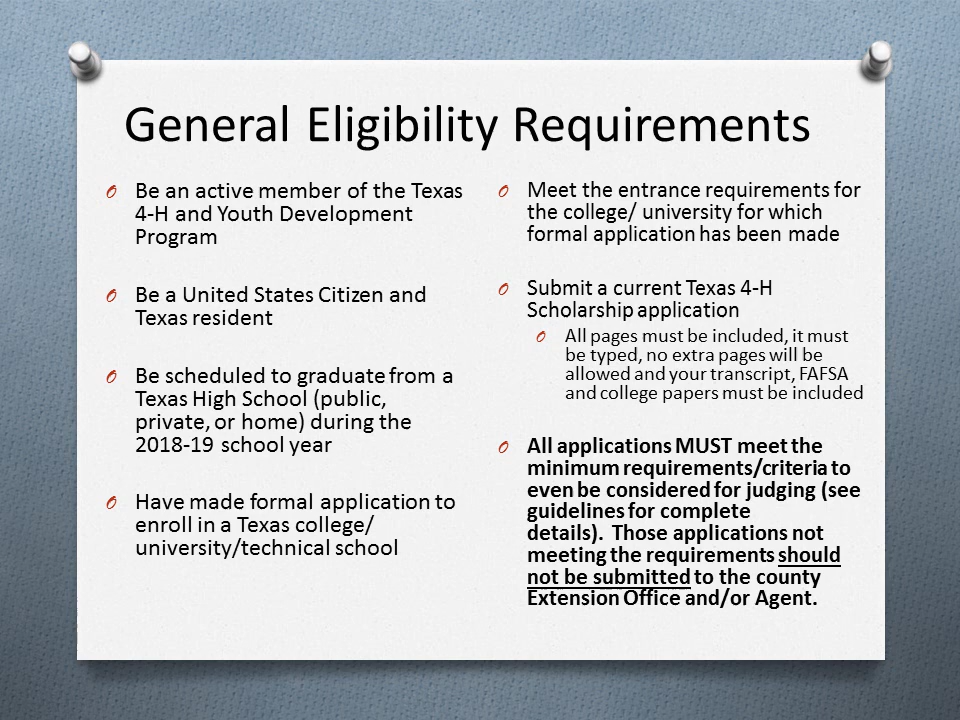 General Eligibility Requirements
Be an active member of the Texas
4-H and Youth Development
Program
Be a United States Citizen and
Texas resident
Be scheduled to graduate from a
Texas High School (public,
private, or home) during the
2018-19 school year
Have made formal application to
enroll in a Texas college/
university/technical school
Meet the entrance requirements for
the college/ university for which
formal application has been made
Submit a current Texas 4-H
Scholarship application
All pages must be included, it must
be typed, no extra pages will be
allowed and your transcript, FAFSA
and college papers must be included
All applications MUST meet the
minimum requirements/criteria to
even be considered for judging (see
guidelines for complete
details).  Those applications not
meeting the requirements should
not be submitted to the county
Extension Office and/or Agent.